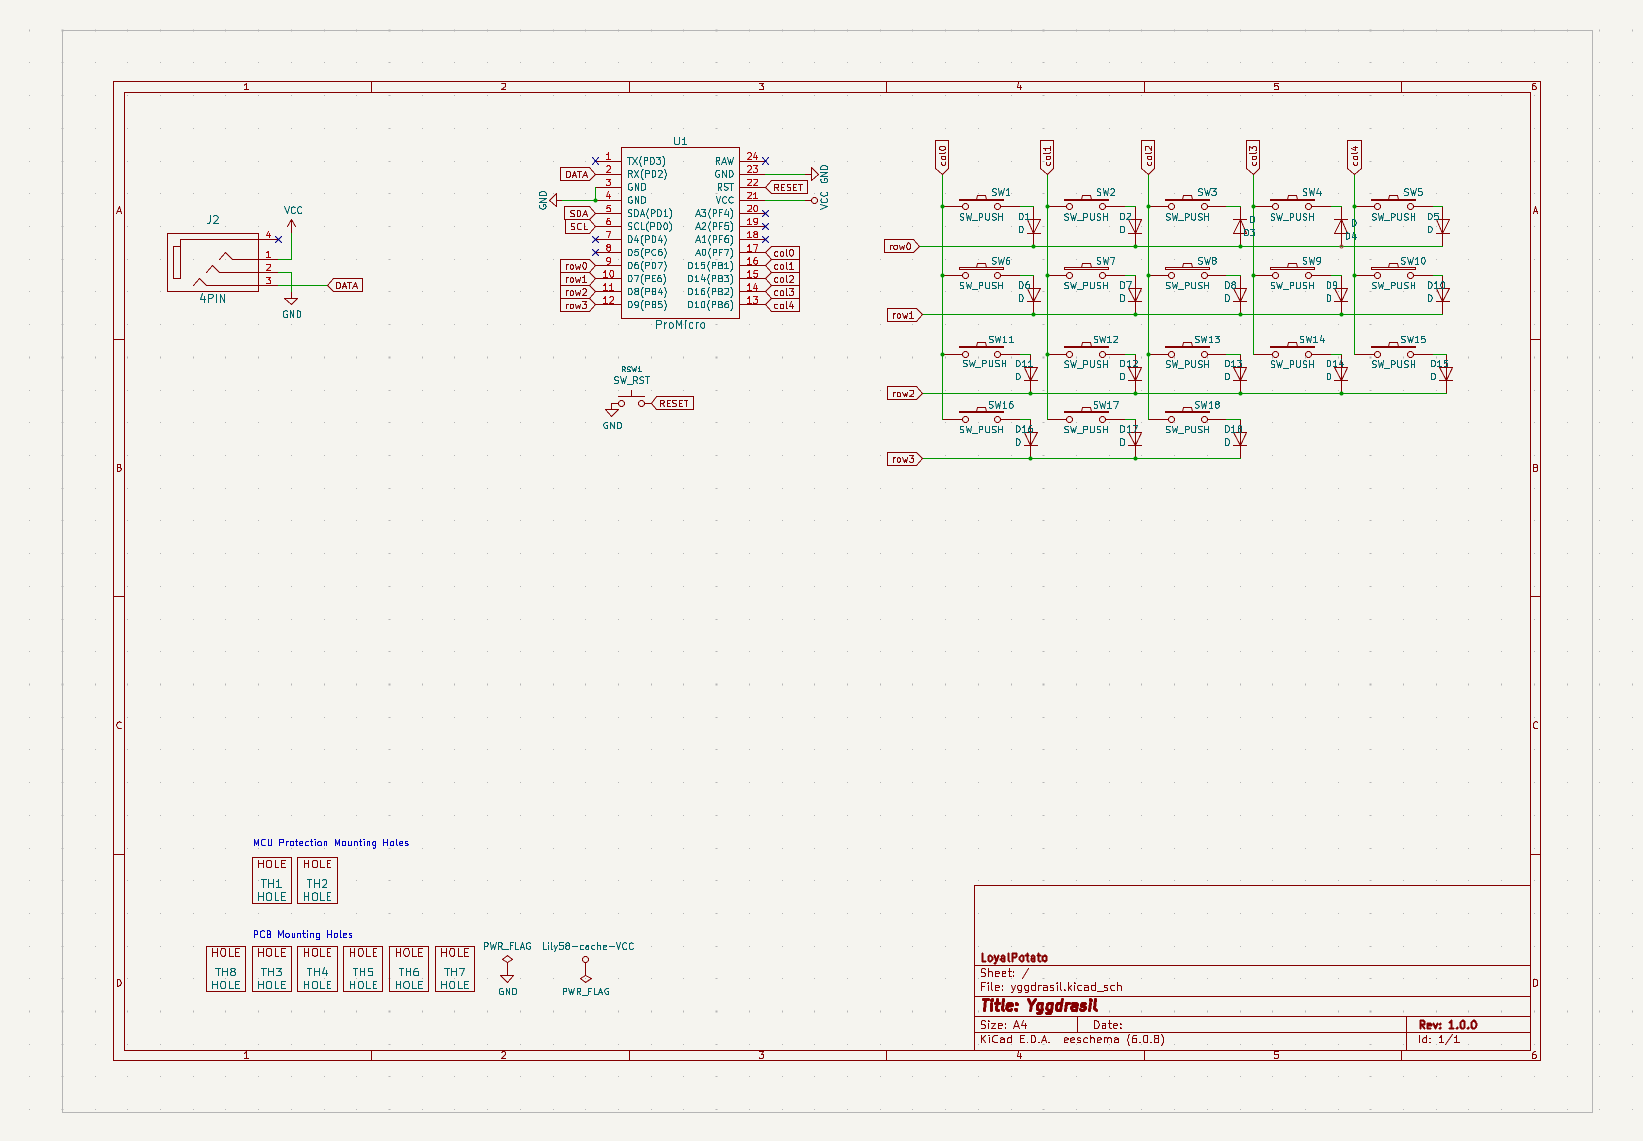 1 2 3 4 5 6
A A
B B
C C
D D
J2
VCC
4
1
2
3
DATA
4PIN
GND
U1
1 TX(PD3) RAW 24
DATA 2 RX(PD2) GND 23 GND
3 GND RST 22 RESET
GND 4 GND VCC 21 VCC
SDA 5 SDA(PD1) A3(PF4) 20
SCL 6 SCL(PD0) A2(PF5) 19
7 D4(PD4) A1(PF6) 18
8 D5(PC6) A0(PF7) 17 col0
row0 9 D6(PD7) D15(PB1) 16 col1
row1 10 D7(PE6) D14(PB3) 15 col2
row2 11 D8(PB4) D16(PB2) 14 col3
row3 12 D9(PB5) D10(PB6) 13 col4
ProMicro
RSW1
SW_RST
RESET
GND
col0 col1 col2 col3 col4
SW1 SW2 SW3 SW4 SW5
SW_PUSH SW_PUSH SW_PUSH SW_PUSH SW_PUSH
D1 D2 D D D5
D D D3 D4 D
row0
SW6 SW7 SW8 SW9 SW10
SW_PUSH SW_PUSH SW_PUSH SW_PUSH SW_PUSH
D6 D7 D8 D9 D10
D D D D D
row1
SW11 SW12 SW13 SW14 SW15
SW_PUSH SW_PUSH SW_PUSH SW_PUSH SW_PUSH
D11 D12 D13 D14 D15
D D D D D
row2
SW16 SW17 SW18
SW_PUSH SW_PUSH SW_PUSH
D16 D17 D18
D D D
row3
MCU Protection Mounting Holes
HOLE HOLE
TH1 TH2
HOLE HOLE
PCB Mounting Holes
HOLE HOLE HOLE HOLE HOLE HOLE
TH8 TH3 TH4 TH5 TH6 TH7
HOLE HOLE HOLE HOLE HOLE HOLE
PWR_FLAG Lily58-cache-VCC
GND PWR_FLAG
LoyalPotato
Sheet: /
File: yggdrasil.kicad_sch
Title: Yggdrasil
Size: A4 Date: Rev: 1.0.0
KiCad E.D.A. eeschema (6.0.8) Id: 1/1
1 2 3 4 5 6